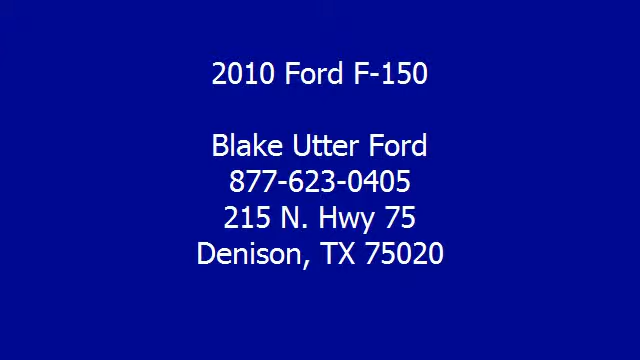 2010 Ford F-150
Blake Utter Ford
877-623-0405
215 N. Hwy 75
Denison, TX 75020